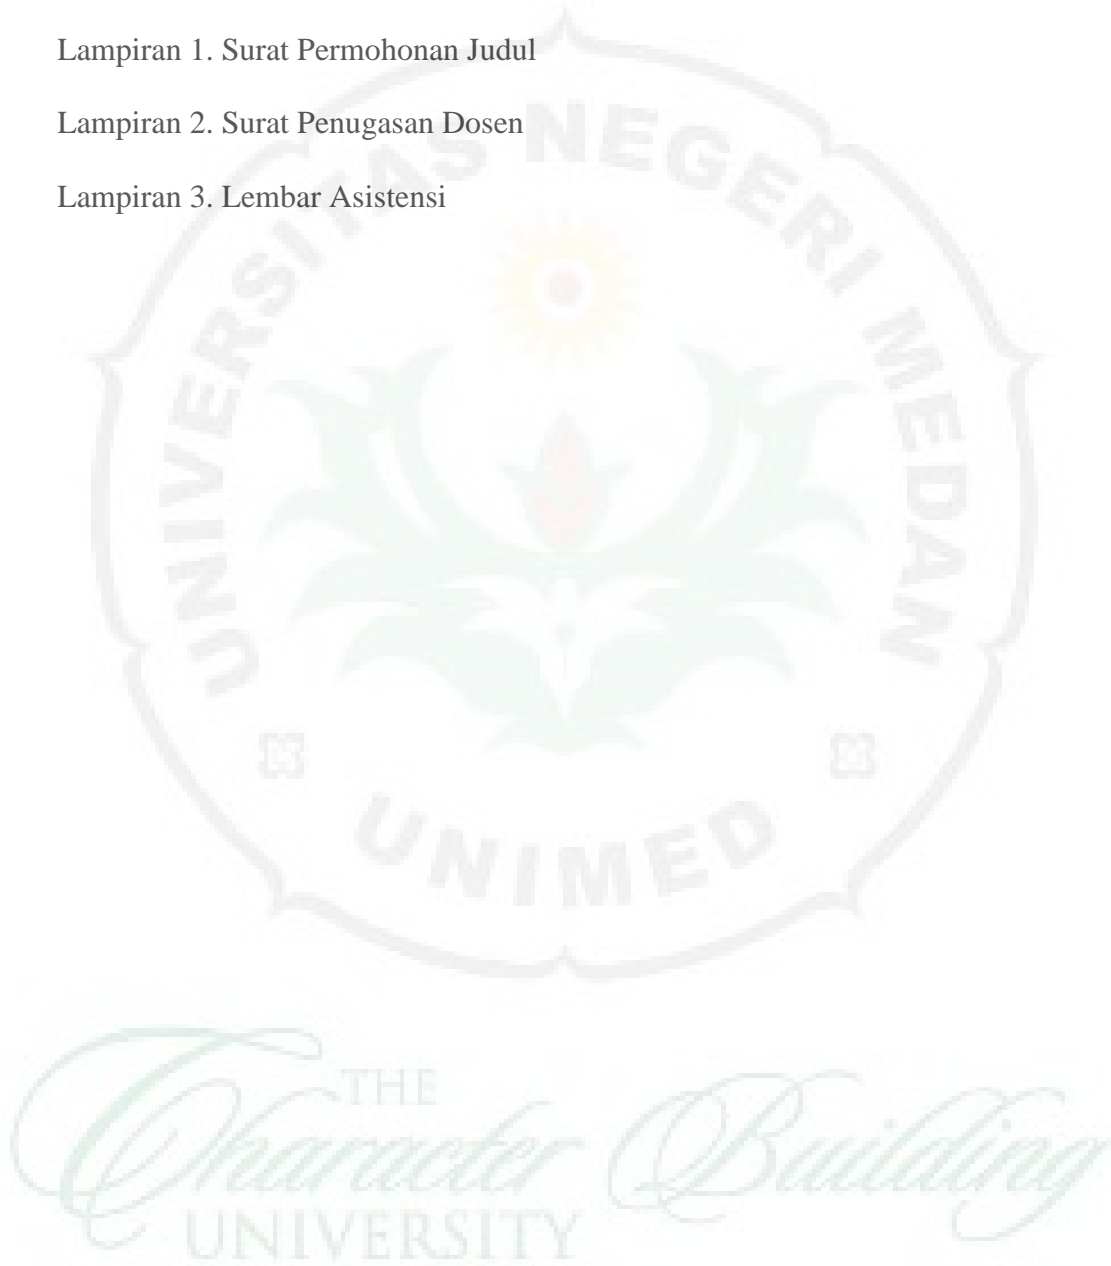 Lampiran 1. Surat Permohonan Judul
Lampiran 2. Surat Penugasan Dosen
Lampiran 3. Lembar Asistensi
UNIVERSITAS NEGERI MEDAN
UNIMED
THE
Character Building
UNIVERSITY